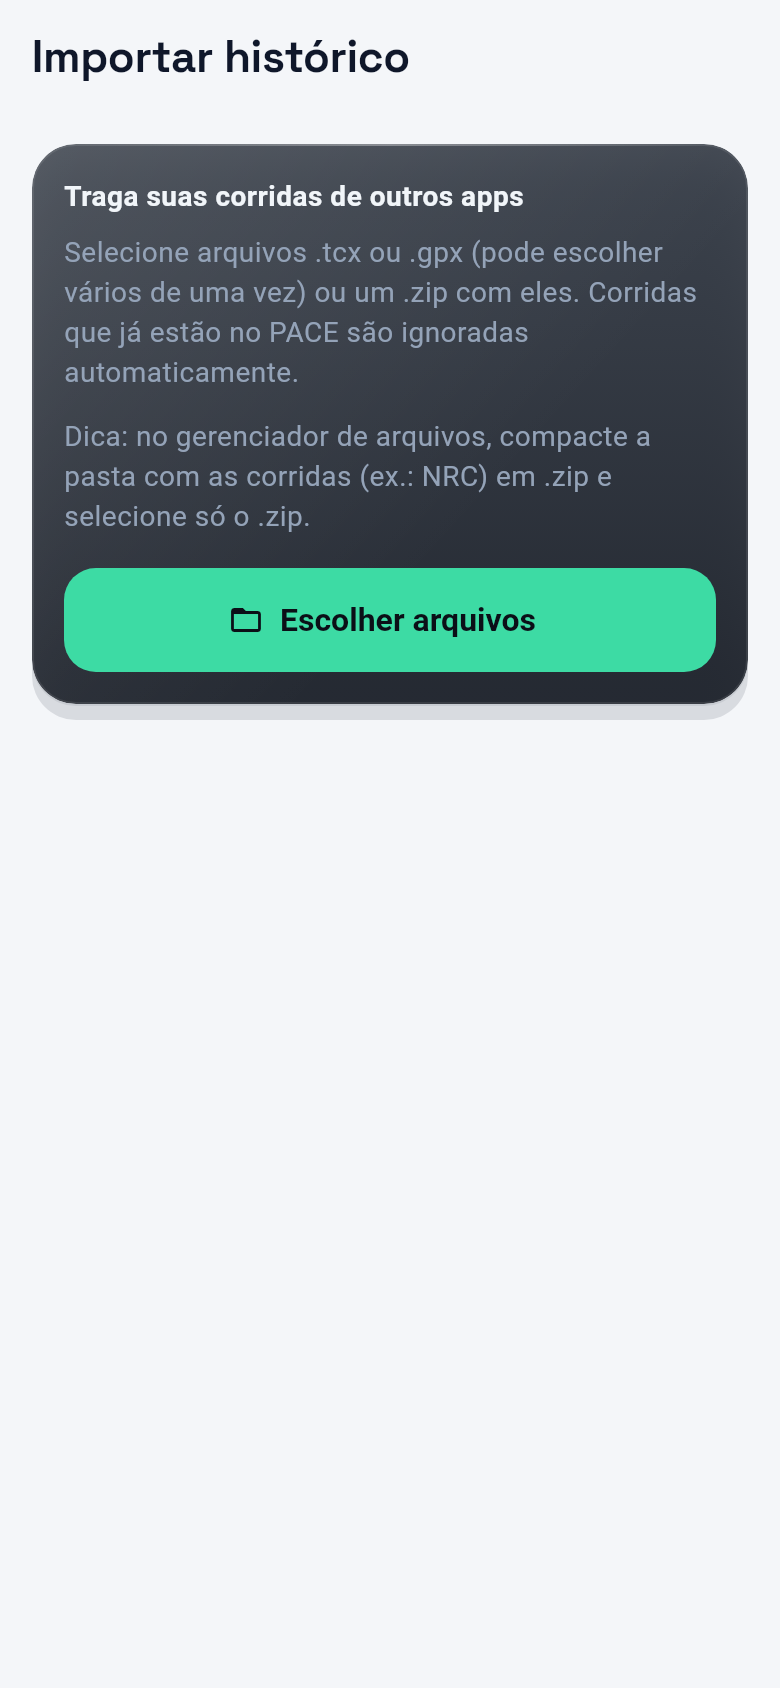 Importar histórico
Traga suas corridas de outros apps
Selecione arquivos .tcx ou .gpx (pode escolher
vários de uma vez) ou um .zip com eles. Corridas
que já estão no PACE são ignoradas
automaticamente.
Dica: no gerenciador de arquivos, compacte a
pasta com as corridas (ex.: NRC) em .zip e
selecione só o .zip.
Escolher arquivos